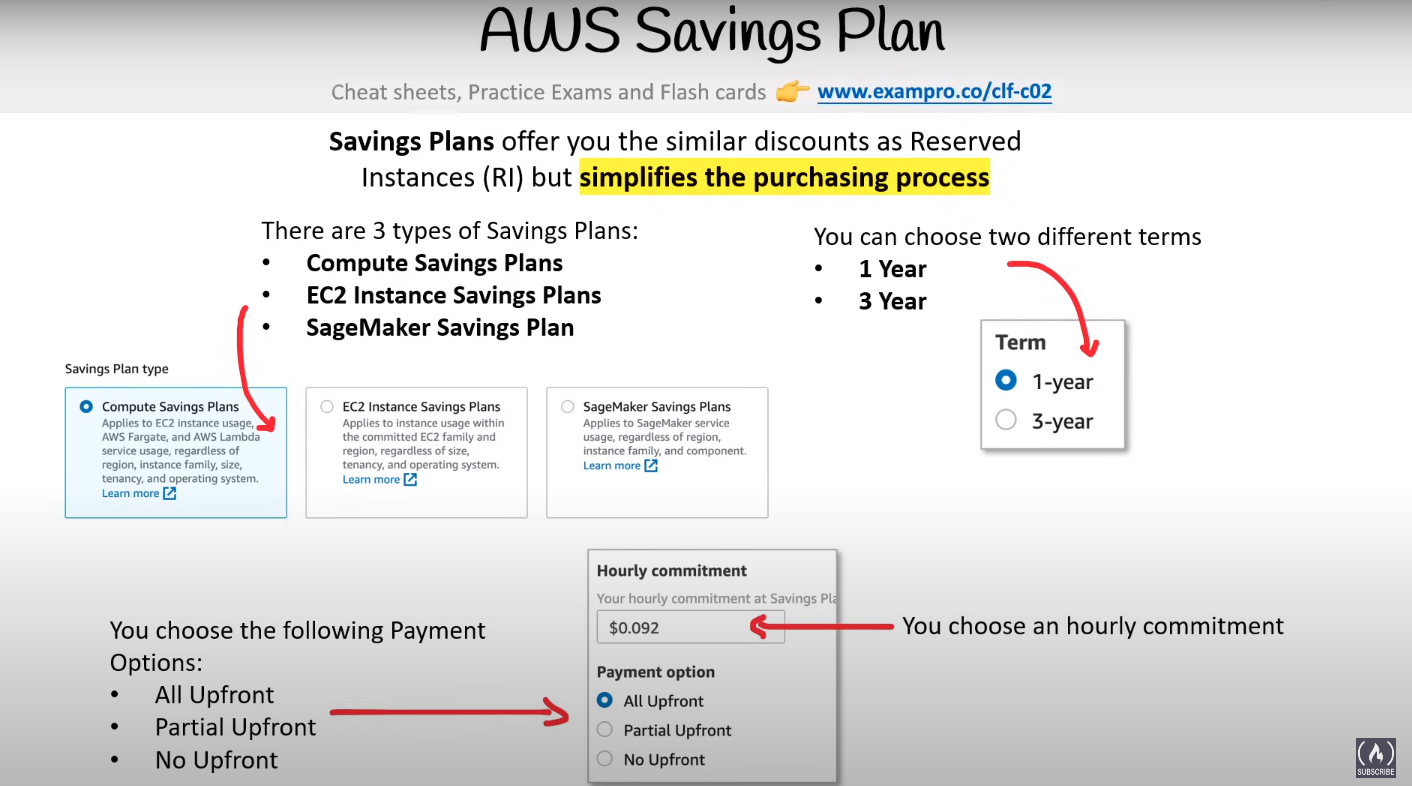 AWS Savings Plan
Cheat sheets, Practice Exams and Flash cards 👉 www.exampro.co/clf-c02
Savings Plans offer you the similar discounts as Reserved
Instances (RI) but simplifies the purchasing process
There are 3 types of Savings Plans:
• Compute Savings Plans
• EC2 Instance Savings Plans
• SageMaker Savings Plan
You can choose two different terms
• 1 Year
• 3 Year
Term
1-year
3-year
Savings Plan type
Compute Savings Plans
Applies to EC2 instance usage,
AWS Fargate, and AWS Lambda
service usage, regardless of
region, instance family, size,
tenancy, and operating system.
Learn more
EC2 Instance Savings Plans
Applies to instance usage within
the committed EC2 family and
region, regardless of size,
tenancy, and operating system.
Learn more
SageMaker Savings Plans
Applies to SageMaker service
usage, regardless of region,
instance family, and component.
Learn more
You choose the following Payment
Options:
• All Upfront
• Partial Upfront
• No Upfront
Hourly commitment
Your hourly commitment at Savings Pla
$0.092
Payment option
All Upfront
Partial Upfront
No Upfront
You choose an hourly commitment
SUBSCRIBE